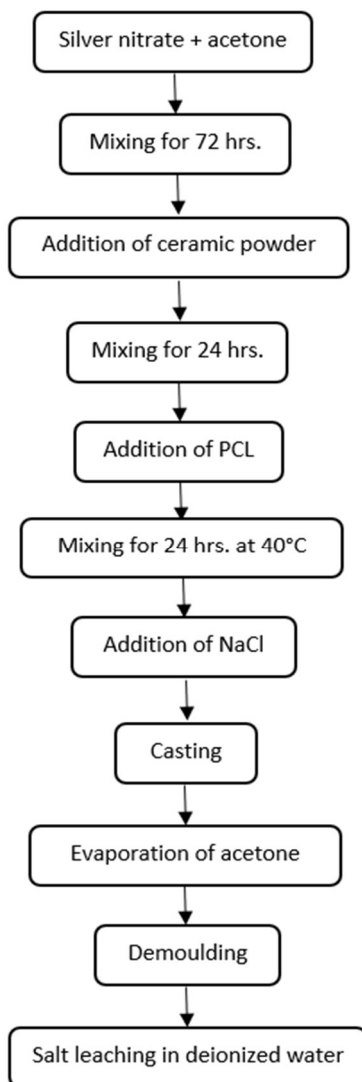 Silver nitrate + acetone
Mixing for 72 hrs.
Addition of ceramic powder
Mixing for 24 hrs.
Addition of PCL
Mixing for 24 hrs. at 40°C
Addition of NaCl
Casting
Evaporation of acetone
Demoulding
Salt leaching in deionized water